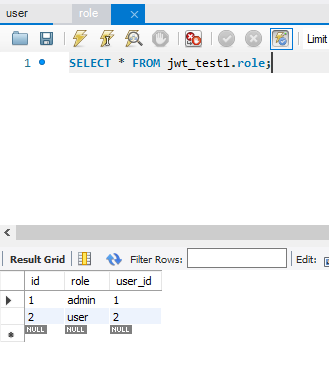 user role
Limit
1 SELECT * FROM jwt_test1.role;
Result Grid Filter Rows: Edit:
id role user_id
1 admin 1
2 user 2
NULL NULL NULL